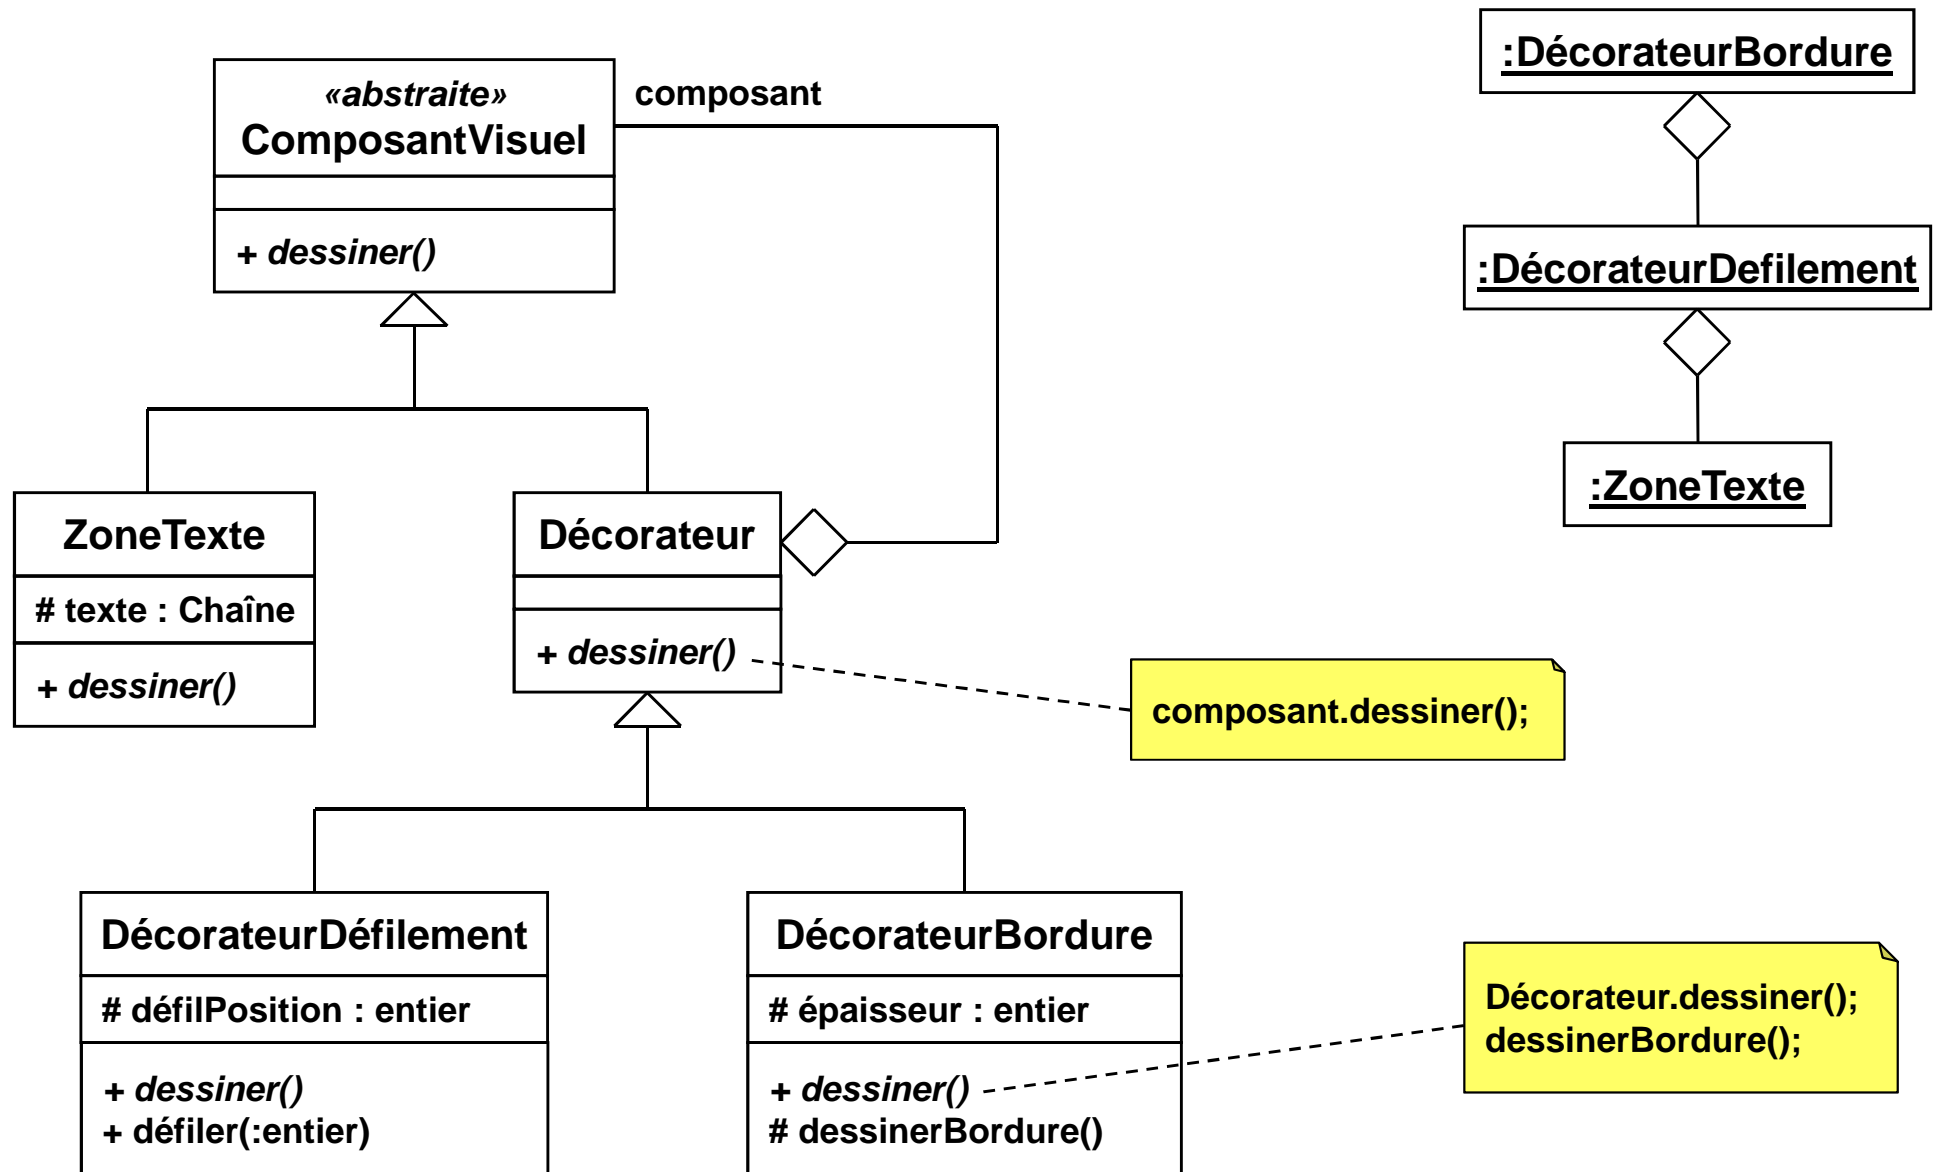 «abstraite»
ComposantVisuel
+ dessiner()
composant
ZoneTexte
# texte : Chaîne
+ dessiner()
Décorateur
+ dessiner()
composant.dessiner();
DécorateurDéfilement
# défilPosition : entier
+ dessiner()
+ défiler(:entier)
DécorateurBordure
# épaisseur : entier
+ dessiner()
# dessinerBordure()
Décorateur.dessiner();
dessinerBordure();
:DécorateurBordure
:DécorateurDefilement
:ZoneTexte